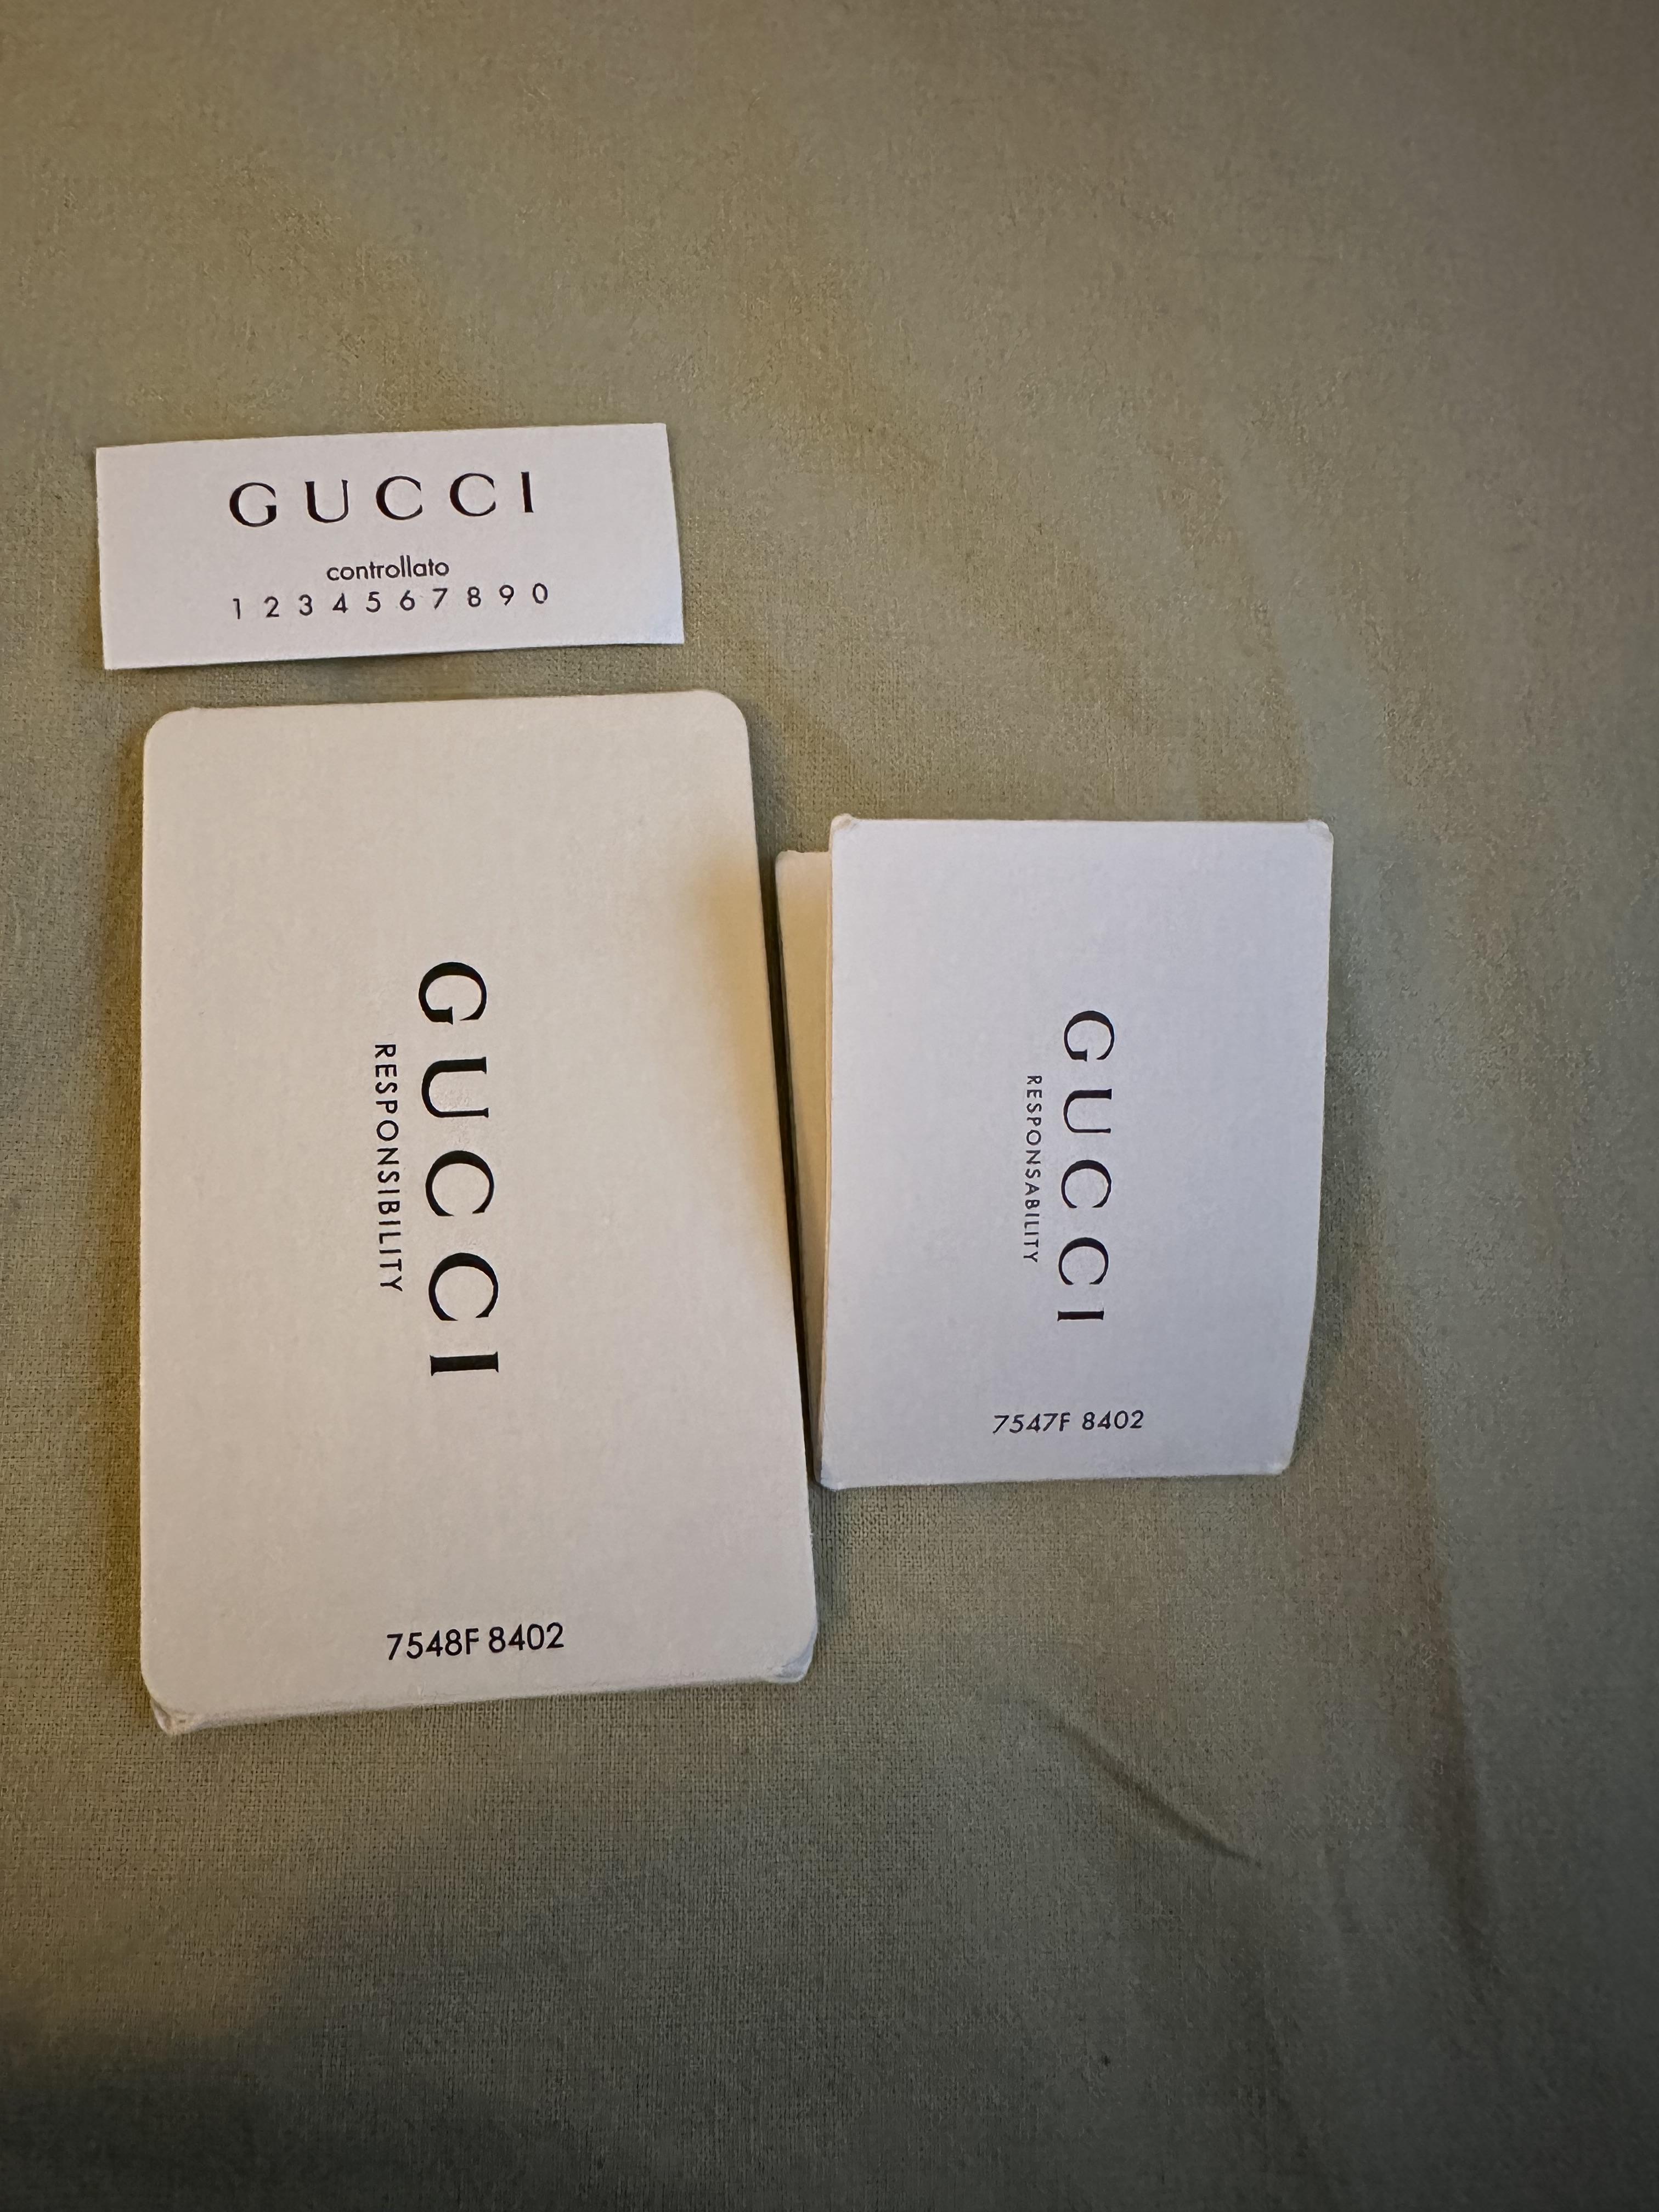 GUCCI
controllato
1 2 3 4 5 6 7 8 9 0
GUCCI
RESPONSIBILITY
7548F 8402
GUCCI
RESPONSABILITY
7547F 8402